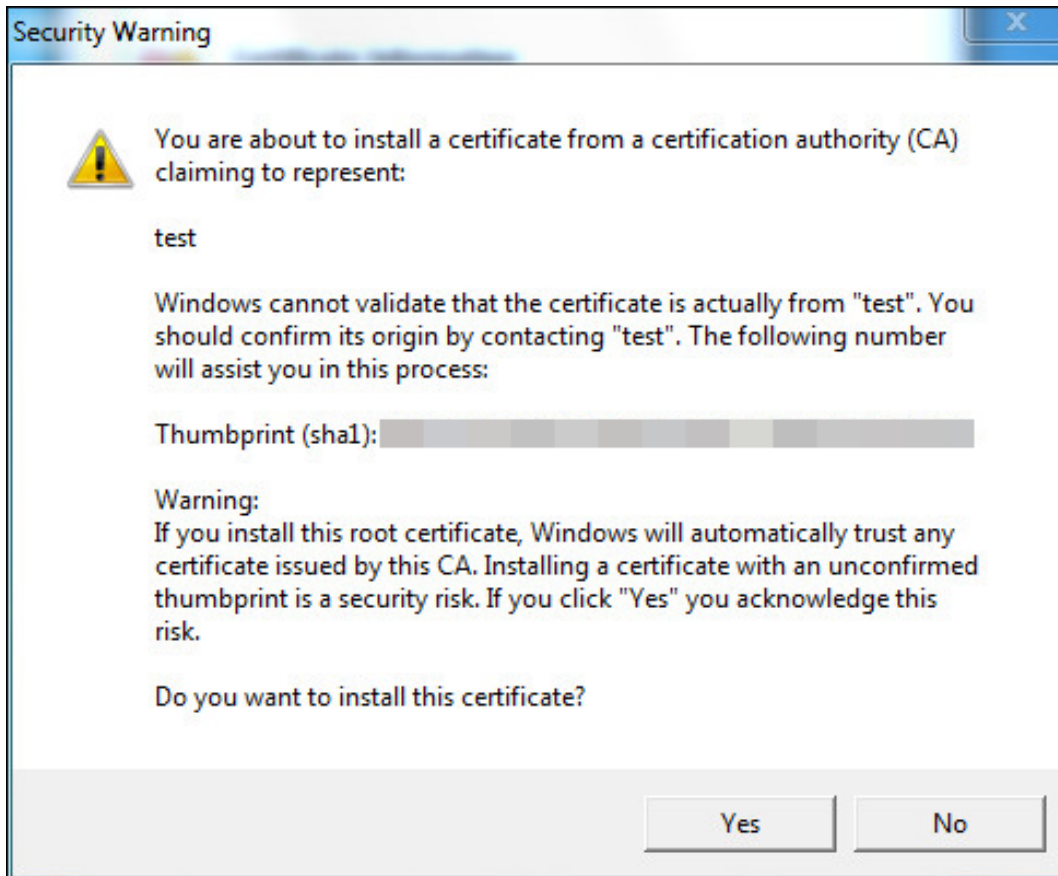 Security Warning
You are about to install a certificate from a certification authority (CA)
claiming to represent:
test
Windows cannot validate that the certificate is actually from "test". You
should confirm its origin by contacting "test". The following number
will assist you in this process:
Thumbprint (sha1):
Warning:
If you install this root certificate, Windows will automatically trust any
certificate issued by this CA. Installing a certificate with an unconfirmed
thumbprint is a security risk. If you click "Yes" you acknowledge this
risk.
Do you want to install this certificate?
Yes
No